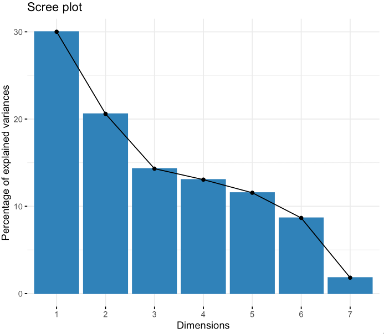 Scree plot
Percentage of explained variances
30
20
10
0
1 2 3 4 5 6 7
Dimensions